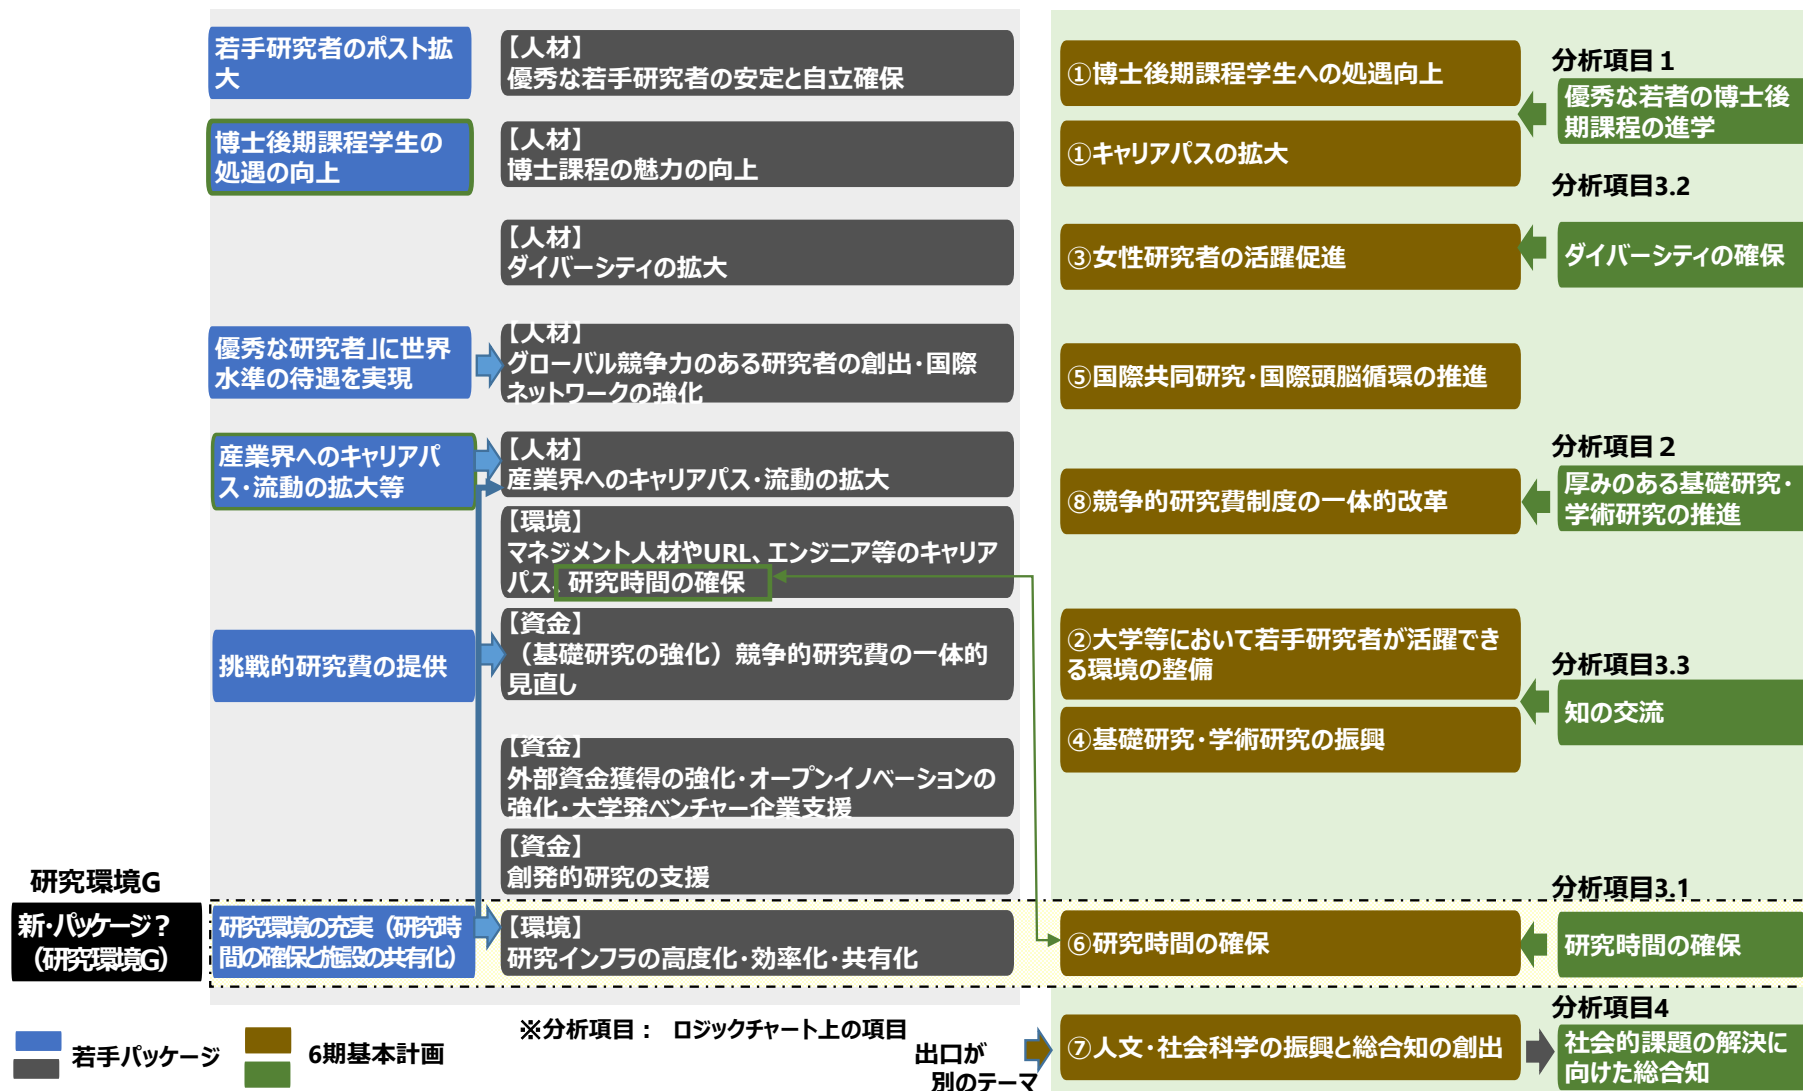 若手研究者のポスト拡
大
【人材】
優秀な若手研究者の安定と自立確保
博士後期課程学生の
処遇の向上
【人材】
博士課程の魅力の向上
【人材】
ダイバーシティの拡大
優秀な研究者」に世界
水準の待遇を実現
【人材】
グローバル競争力のある研究者の創出・国際
ネットワークの強化
産業界へのキャリアパ
ス・流動の拡大等
【人材】
産業界へのキャリアパス・流動の拡大
【環境】
マネジメント人材やURL、エンジニア等のキャリア
パス、研究時間の確保
挑戦的研究費の提供
【資金】
（基礎研究の強化）競争的研究費の一体的
見直し
【資金】
外部資金獲得の強化・オープンイノベーションの
強化・大学発ベンチャー企業支援
【資金】
創発的研究の支援
研究環境G
新・パッケージ？
（研究環境G）
研究環境の充実（研究時
間の確保と施設の共有化）
【環境】
研究インフラの高度化・効率化・共有化
①博士後期課程学生への処遇向上
①キャリアパスの拡大
分析項目１
優秀な若者の博士後
期課程の進学
分析項目3.2
③女性研究者の活躍促進
ダイバーシティの確保
⑤国際共同研究・国際頭脳循環の推進
分析項目２
⑧競争的研究費制度の一体的改革
厚みのある基礎研究・
学術研究の推進
②大学等において若手研究者が活躍でき
る環境の整備
④基礎研究・学術研究の振興
分析項目3.3
知の交流
分析項目3.1
⑥研究時間の確保
研究時間の確保
分析項目4
⑦人文・社会科学の振興と総合知の創出
社会的課題の解決に
向けた総合知
若手パッケージ
6期基本計画
※分析項目： ロジックチャート上の項目
出口が
別のテーマ